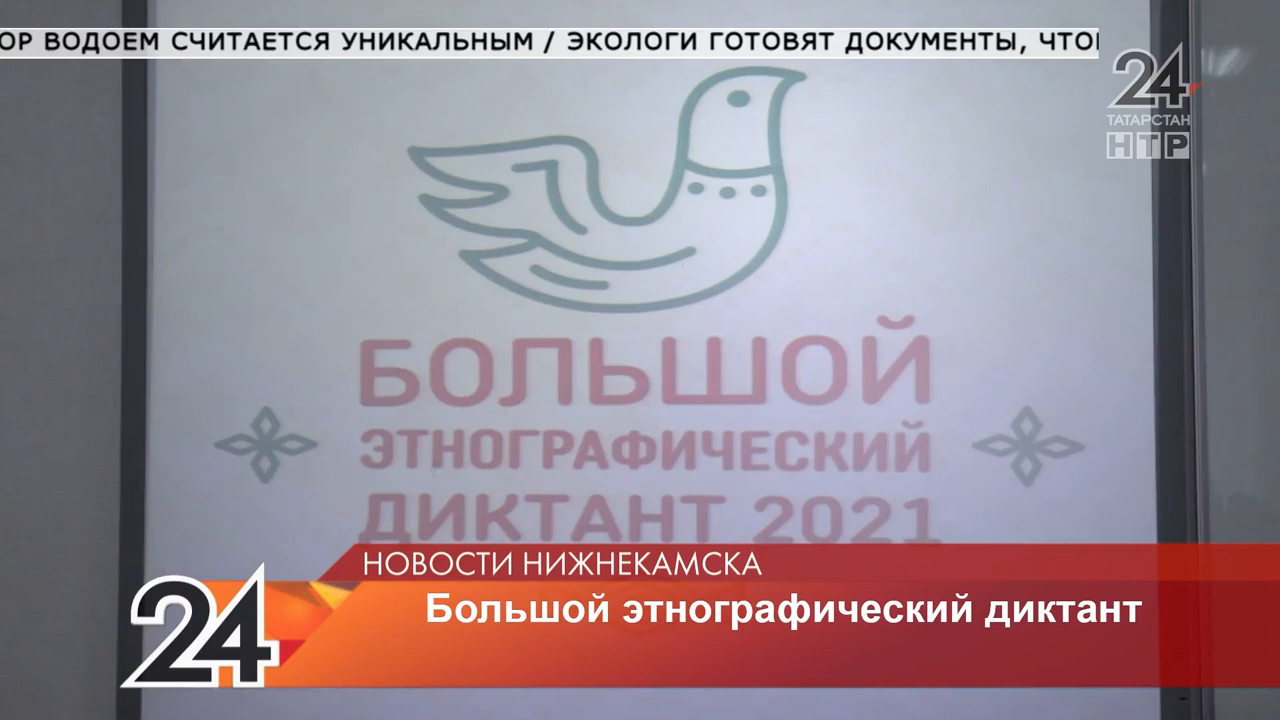 ОР ВОДОЕМ СЧИТАЕТСЯ УНИКАЛЬНЫМ / ЭКОЛОГИ ГОТОВЯТ ДОКУМЕНТЫ, ЧТО
24
ТАТАРСТАН
НТР
БОЛЬШОЙ
ЭТНОГРАФИЧЕСКИЙ
ДИКТАНТ 2021
НОВОСТИ НИЖНЕКАМСКА
24
Большой этнографический диктант